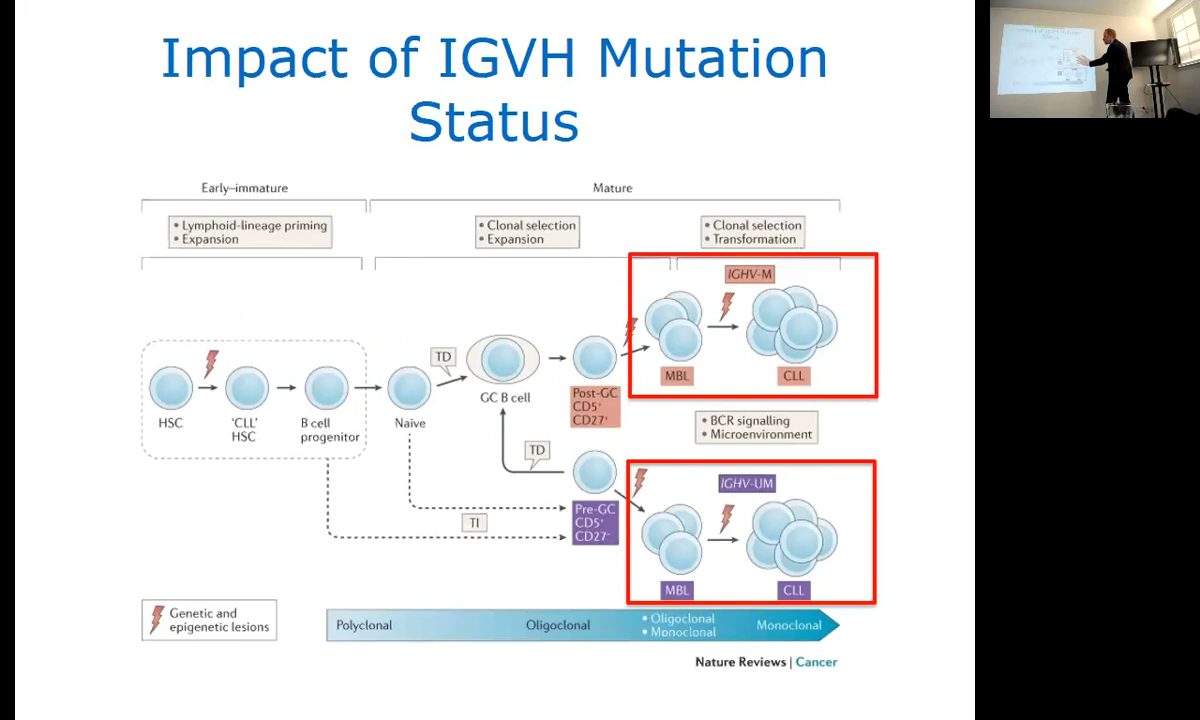 Impact of IGVH Mutation
Status
Early–immature
Mature
• Lymphoid-lineage priming
• Expansion
• Clonal selection
• Expansion
• Clonal selection
• Transformation
IGHV-M
MBL
CLL
TD
GC B cell
Post-GC
CD5+
CD27+
HSC
'CLL'
HSC
B cell
progenitor
Naive
• BCR signalling
• Microenvironment
TD
IGHV-UM
Pre-GC
CD5+
CD27−
TI
MBL
CLL
Genetic and
epigenetic lesions
Polyclonal
Oligoclonal
• Oligoclonal
• Monoclonal
Monoclonal
Nature Reviews | Cancer